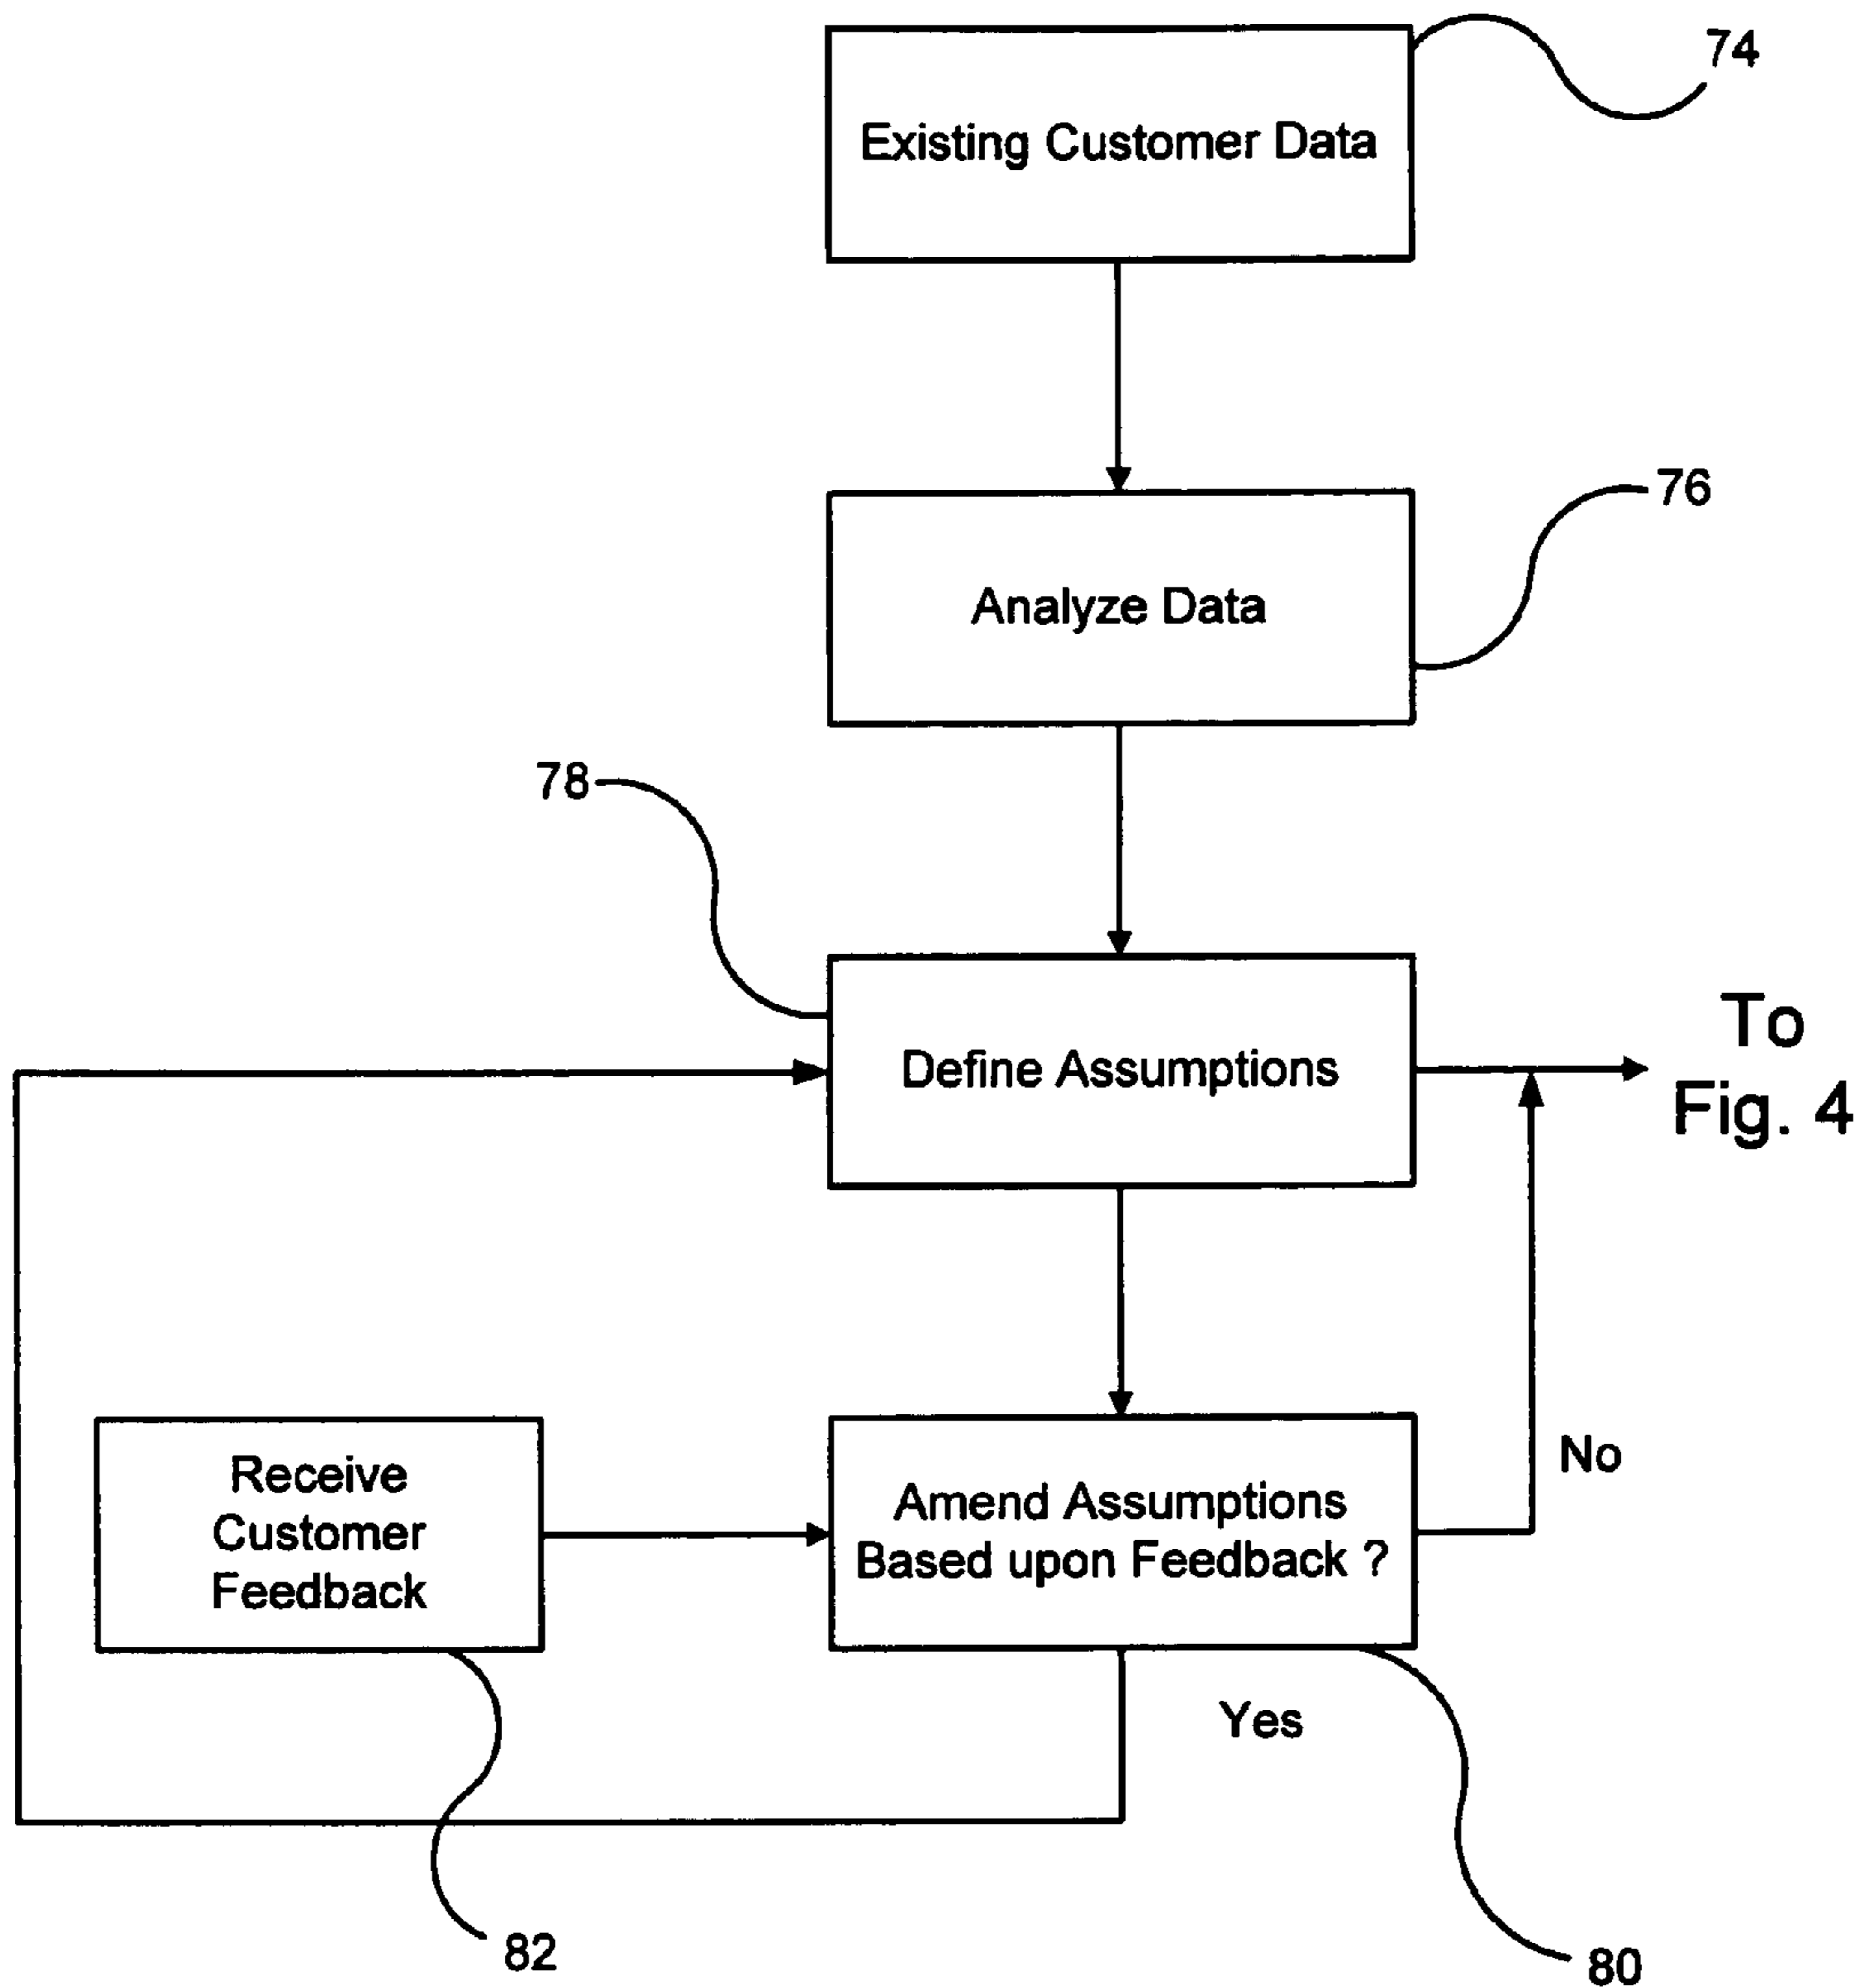 74
Existing Customer Data
76
Analyze Data
78
Define Assumptions
To
Fig. 4
Receive
Customer
Feedback
Amend Assumptions
Based upon Feedback ?
No
Yes
82
80